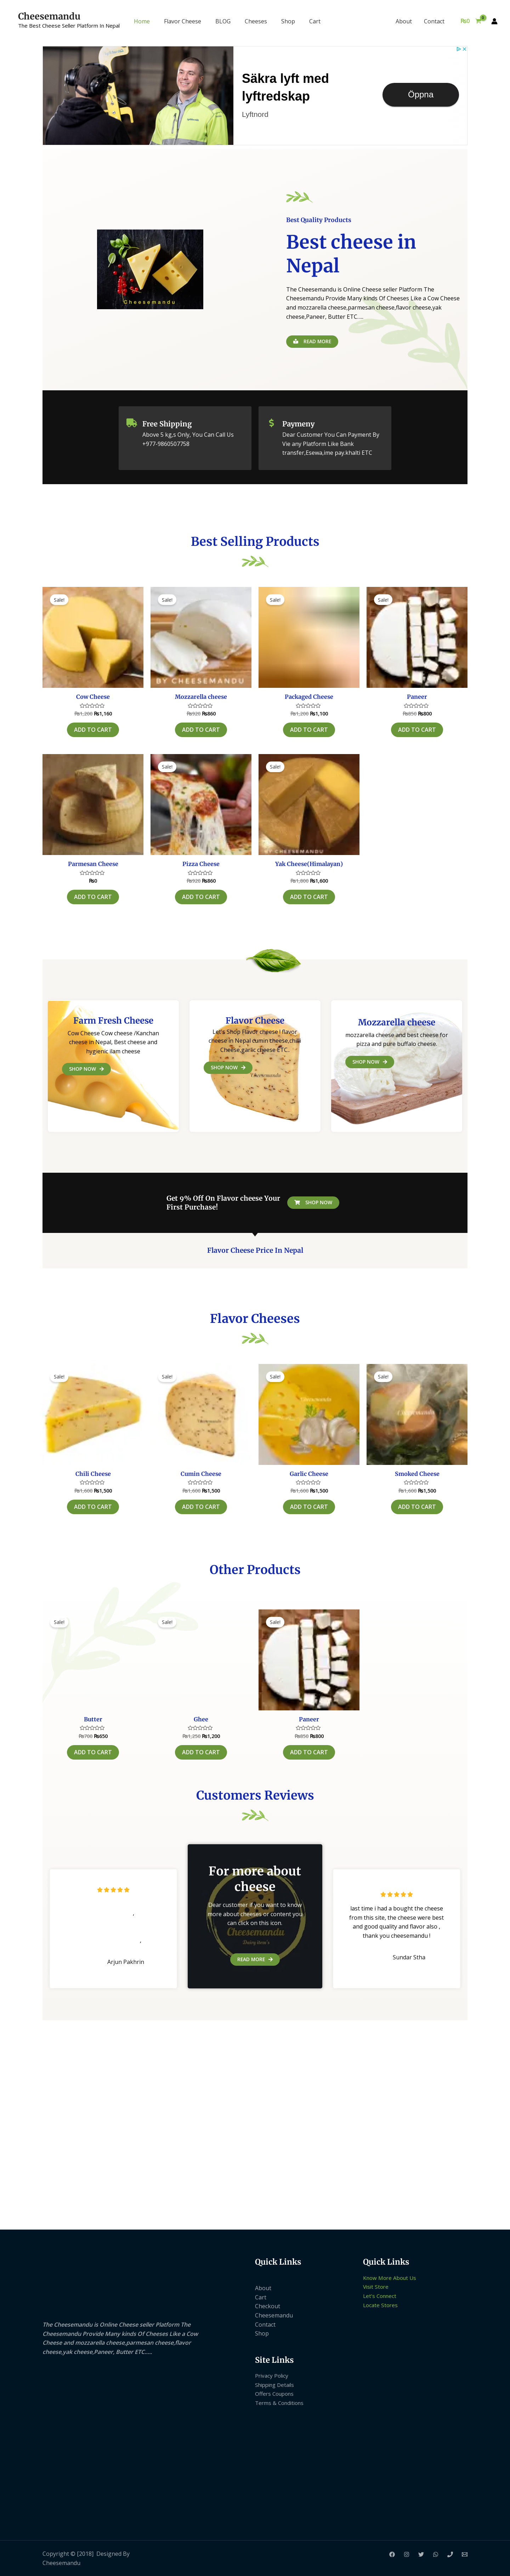 Cheesemandu
The Best Cheese Seller Platform In Nepal
Home
Flavor Cheese
BLOG
Cheeses
Shop
Cart
About
Contact
₨0
0
Säkra lyft med
lyftredskap
Lyftnord
Öppna
Best Quality Products
Best cheese in
Nepal
The Cheesemandu is Online Cheese seller Platform The
Cheesemandu Provide Many kinds Of Cheeses Like a Cow Cheese
and mozzarella cheese,parmesan cheese,flavor cheese,yak
cheese,Paneer, Butter ETC.....
READ MORE
Cheesemandu
Free Shipping
Above 5 kg,s Only, You Can Call Us
+977-9860507758
Paymeny
Dear Customer You Can Payment By
Vie any Platform Like Bank
transfer,Esewa,ime pay.khalti ETC
Best Selling Products
Sale!
Cow Cheese
₨1,200 ₨1,160
ADD TO CART
Sale!
BY CHEESEMANDU
Mozzarella cheese
₨920 ₨860
ADD TO CART
Sale!
Packaged Cheese
₨1,200 ₨1,100
ADD TO CART
Sale!
Paneer
₨850 ₨800
ADD TO CART
Parmesan Cheese
₨0
ADD TO CART
Sale!
Pizza Cheese
₨920 ₨860
ADD TO CART
Sale!
BY CHEESEMANDU
Yak Cheese(Himalayan)
₨1,800 ₨1,600
ADD TO CART
Farm Fresh Cheese
Cow Cheese Cow cheese /Kanchan
cheese in Nepal, Best cheese and
hygienic ilam cheese
SHOP NOW
Flavor Cheese
Let's Shop Flavor cheese | flavor
cheese in Nepal cumin cheese,chili
Cheese,garlic cheese ETC..
SHOP NOW
Cheesemandu
Mozzarella cheese
mozzarella cheese and best cheese for
pizza and pure buffalo cheese.
SHOP NOW
Get 9% Off On Flavor cheese Your
First Purchase!
SHOP NOW
Flavor Cheese Price In Nepal
Flavor Cheeses
Sale!
Chili Cheese
₨1,600 ₨1,500
ADD TO CART
Sale!
Cheesemandu
Cumin Cheese
₨1,600 ₨1,500
ADD TO CART
Sale!
Cheesemandu
Garlic Cheese
₨1,600 ₨1,500
ADD TO CART
Sale!
Cheesemandu
Smoked Cheese
₨1,600 ₨1,500
ADD TO CART
Other Products
Sale!
Butter
₨700 ₨650
ADD TO CART
Sale!
Ghee
₨1,250 ₨1,200
ADD TO CART
Sale!
Paneer
₨850 ₨800
ADD TO CART
Customers Reviews
,
,
Arjun Pakhrin
For more about
cheese
Dear customer if you want to know
more about cheeses or content you
can click on this icon.
Cheesemandu
READ MORE
last time i had a bought the cheese
from this site, the cheese were best
and good quality and flavor also ,
thank you cheesemandu !
Sundar Stha
The Cheesemandu is Online Cheese seller Platform The
Cheesemandu Provide Many kinds Of Cheeses Like a Cow
Cheese and mozzarella cheese,parmesan cheese,flavor
cheese,yak cheese,Paneer, Butter ETC.....
Quick Links
About
Cart
Checkout
Cheesemandu
Contact
Shop
Site Links
Privacy Policy
Shipping Details
Offers Coupons
Terms & Conditions
Quick Links
Know More About Us
Visit Store
Let's Connect
Locate Stores
Copyright © [2018] Designed By
Cheesemandu